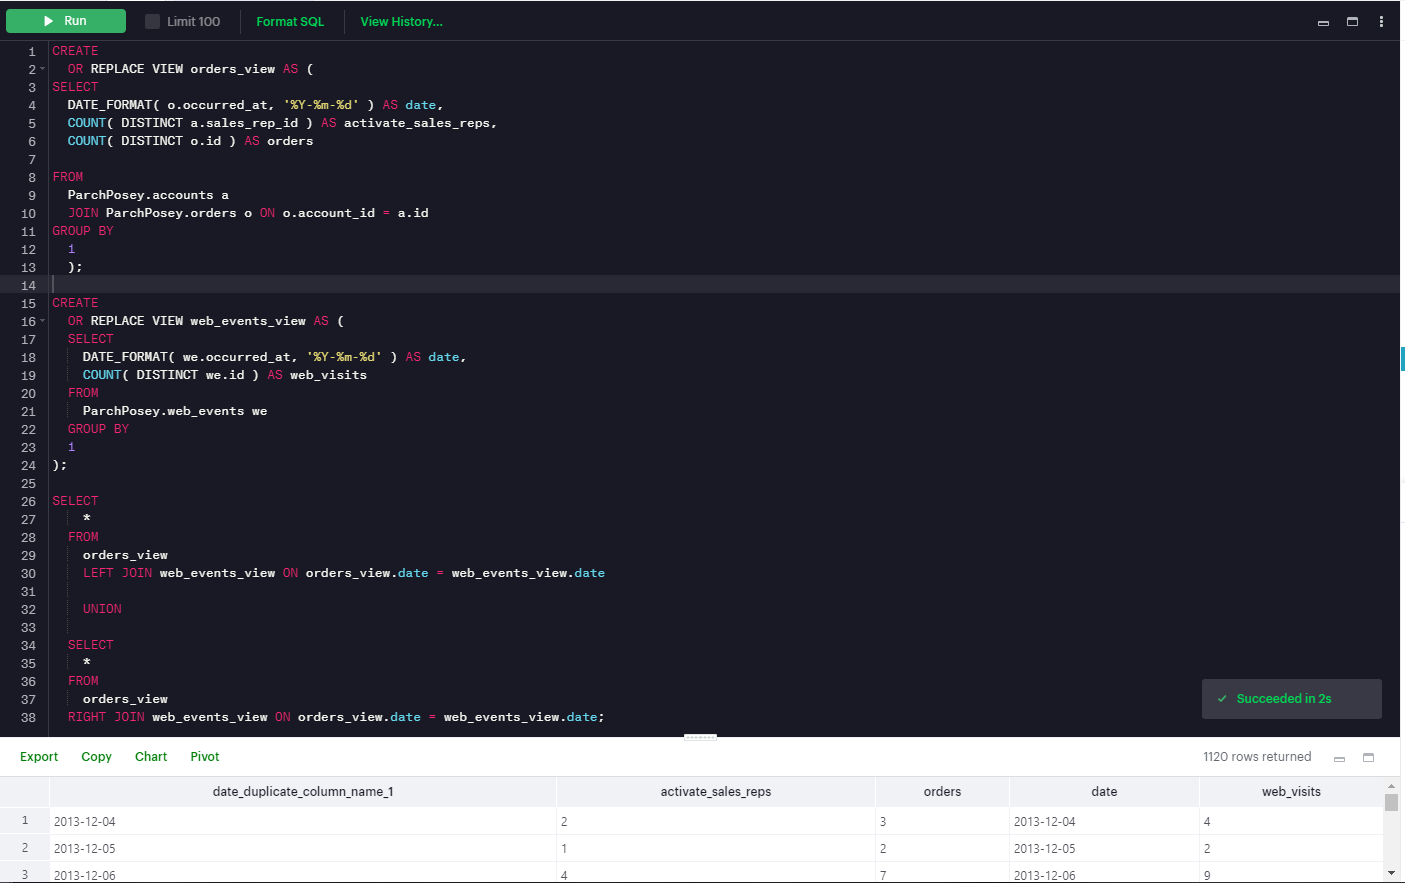 Run Limit 100 Format SQL View History...
1 CREATE
2 OR REPLACE VIEW orders_view AS (
3 SELECT
4 DATE_FORMAT( o.occurred_at, '%Y-%m-%d' ) AS date,
5 COUNT( DISTINCT a.sales_rep_id ) AS activate_sales_reps,
6 COUNT( DISTINCT o.id ) AS orders
7
8 FROM
9 ParchPosey.accounts a
10 JOIN ParchPosey.orders o ON o.account_id = a.id
11 GROUP BY
12 1
13 );
14
15 CREATE
16 OR REPLACE VIEW web_events_view AS (
17 SELECT
18 DATE_FORMAT( we.occurred_at, '%Y-%m-%d' ) AS date,
19 COUNT( DISTINCT we.id ) AS web_visits
20 FROM
21 ParchPosey.web_events we
22 GROUP BY
23 1
24 );
25
26 SELECT
27 *
28 FROM
29 orders_view
30 LEFT JOIN web_events_view ON orders_view.date = web_events_view.date
31
32 UNION
33
34 SELECT
35 *
36 FROM
37 orders_view
38 RIGHT JOIN web_events_view ON orders_view.date = web_events_view.date;
Succeeded in 2s
Export Copy Chart Pivot 1120 rows returned
date_duplicate_column_name_1 activate_sales_reps orders date web_visits
1 2013-12-04 2 3 2013-12-04 4
2 2013-12-05 1 2 2013-12-05 2
3 2013-12-06 4 7 2013-12-06 9